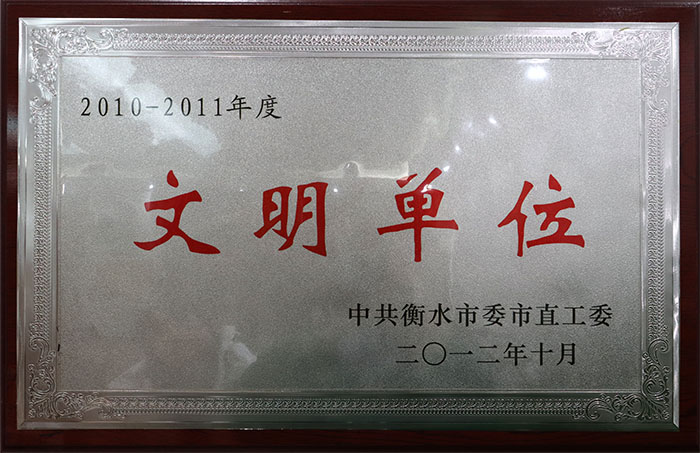 2010-2011年度
文明单位
中共衡水市委市直工委
二〇一二年十月